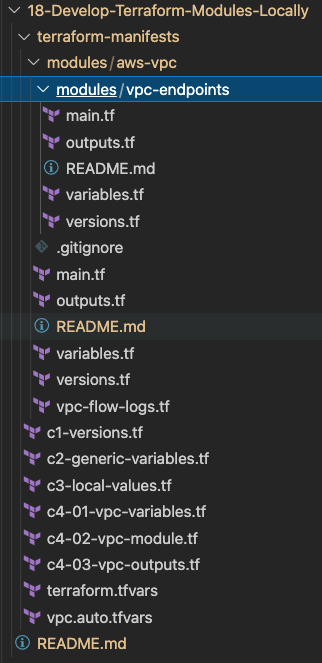 18-Develop-Terraform-Modules-Locally
terraform-manifests
modules/aws-vpc
modules/vpc-endpoints
main.tf
outputs.tf
README.md
variables.tf
versions.tf
.gitignore
main.tf
outputs.tf
README.md
variables.tf
versions.tf
vpc-flow-logs.tf
c1-versions.tf
c2-generic-variables.tf
c3-local-values.tf
c4-01-vpc-variables.tf
c4-02-vpc-module.tf
c4-03-vpc-outputs.tf
terraform.tfvars
vpc.auto.tfvars
README.md